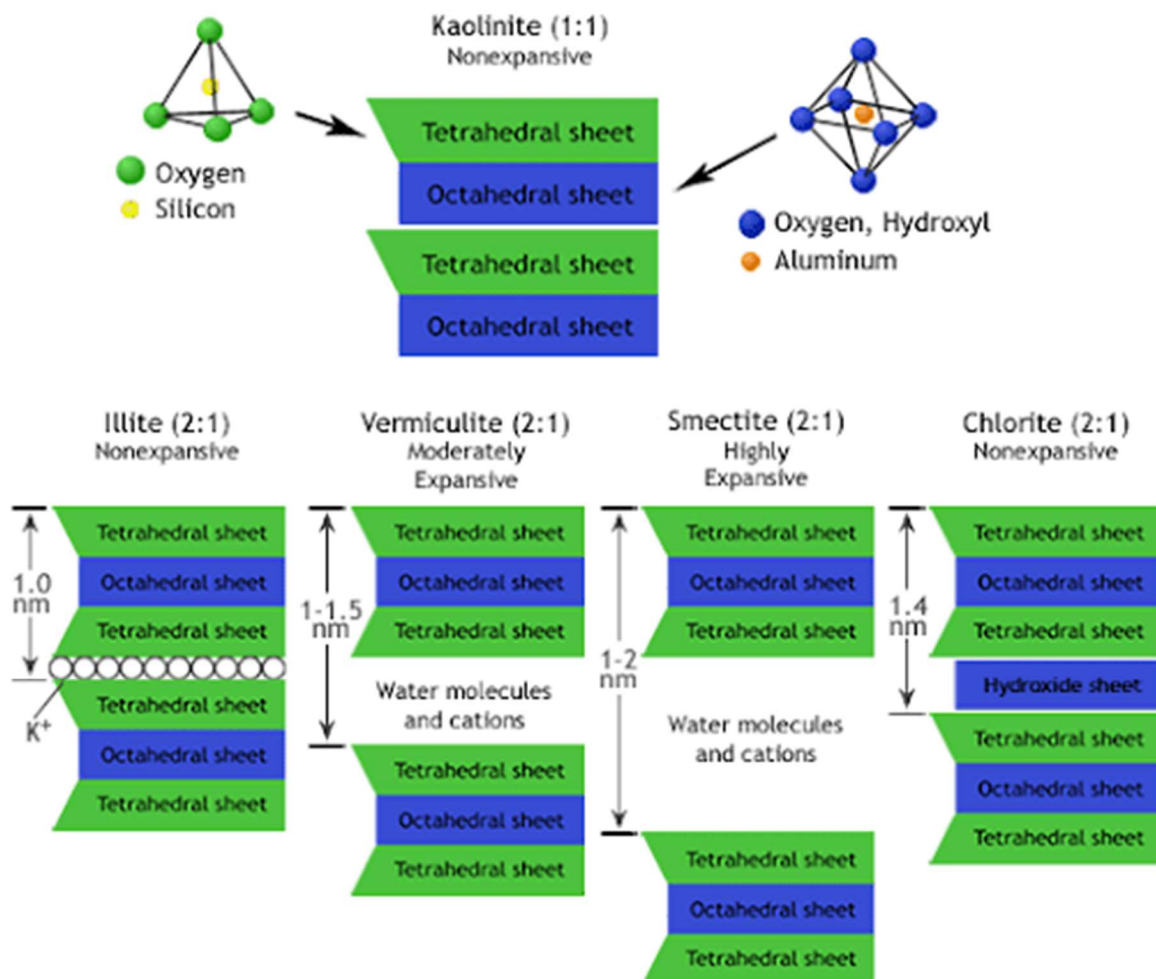 Kaolinite (1:1)
Nonexpansive
Tetrahedral sheet
Octahedral sheet
Tetrahedral sheet
Octahedral sheet
Oxygen
Silicon
Oxygen, Hydroxyl
Aluminum
Illite (2:1)
Nonexpansive
1.0
nm
Tetrahedral sheet
Octahedral sheet
Tetrahedral sheet
K+
Tetrahedral sheet
Octahedral sheet
Tetrahedral sheet
Vermiculite (2:1)
Moderately
Expansive
1-1.5
nm
Tetrahedral sheet
Octahedral sheet
Tetrahedral sheet
Water molecules
and cations
Tetrahedral sheet
Octahedral sheet
Tetrahedral sheet
Smectite (2:1)
Highly
Expansive
1-2
nm
Tetrahedral sheet
Octahedral sheet
Tetrahedral sheet
Water molecules
and cations
Tetrahedral sheet
Octahedral sheet
Tetrahedral sheet
Chlorite (2:1)
Nonexpansive
1.4
nm
Tetrahedral sheet
Octahedral sheet
Tetrahedral sheet
Hydroxide sheet
Tetrahedral sheet
Octahedral sheet
Tetrahedral sheet